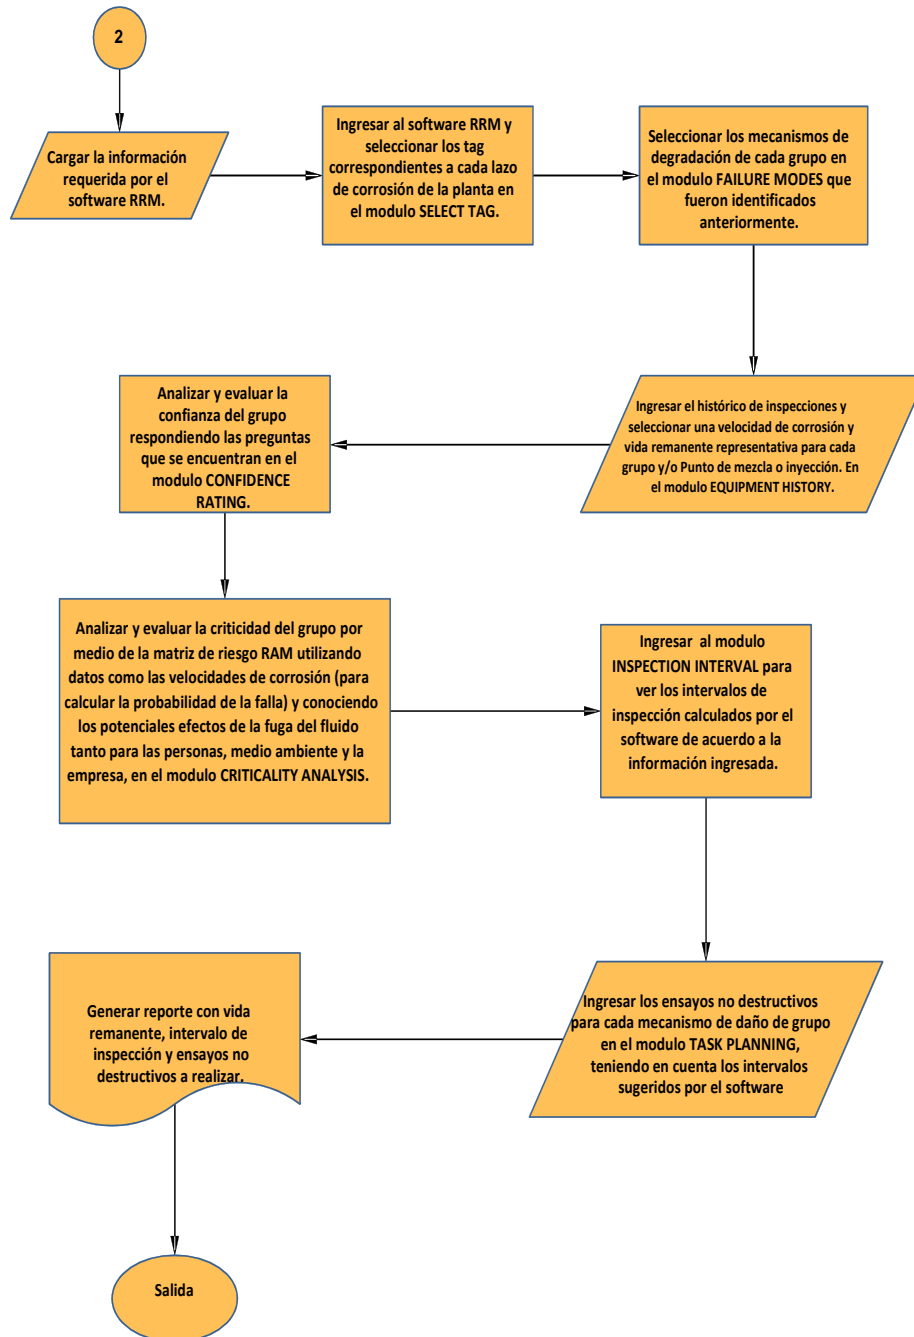 2
Cargar la información
requerida por el
software RRM.
Ingresar al software RRM y
seleccionar los tag
correspondientes a cada lazo
de corrosión de la planta en
el modulo SELECT TAG.
Seleccionar los mecanismos de
degradación de cada grupo en
el modulo FAILURE MODES que
fueron identificados
anteriormente.
Ingresar el histórico de inspecciones y
seleccionar una velocidad de corrosión y
vida remanente representativa para cada
grupo y/o Punto de mezcla o inyección. En
el modulo EQUIPMENT HISTORY.
Analizar y evaluar la
confianza del grupo
respondiendo las preguntas
que se encuentran en el
modulo CONFIDENCE
RATING.
Analizar y evaluar la criticidad del grupo por
medio de la matriz de riesgo RAM utilizando
datos como las velocidades de corrosión (para
calcular la probabilidad de la falla) y conociendo
los potenciales efectos de la fuga del fluido
tanto para las personas, medio ambiente y la
empresa, en el modulo CRITICALITY ANALYSIS.
Ingresar al modulo
INSPECTION INTERVAL para
ver los intervalos de
inspección calculados por el
software de acuerdo a la
información ingresada.
Ingresar los ensayos no destructivos
para cada mecanismo de daño de grupo
en el modulo TASK PLANNING,
teniendo en cuenta los intervalos
sugeridos por el software
Generar reporte con vida
remanente, intervalo de
inspección y ensayos no
destructivos a realizar.
Salida